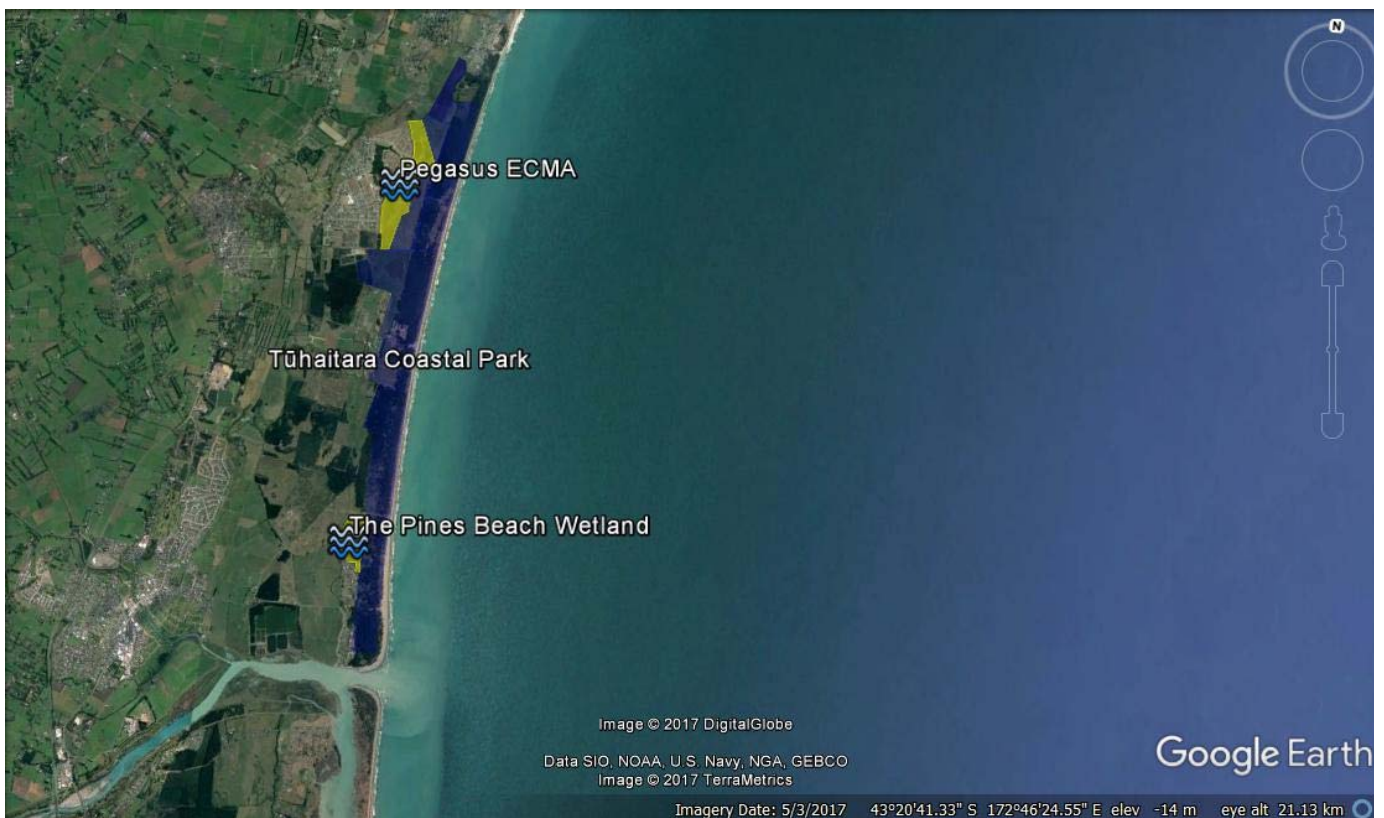 N
Pegasus ECMA
Tūhaitara Coastal Park
The Pines Beach Wetland
Image © 2017 DigitalGlobe
Data SIO, NOAA, U.S. Navy, NGA, GEBCO
Image © 2017 TerraMetrics
Google Earth
Imagery Date: 5/3/2017 43°20'41.33" S 172°46'24.55" E elev -14 m eye alt 21.13 km